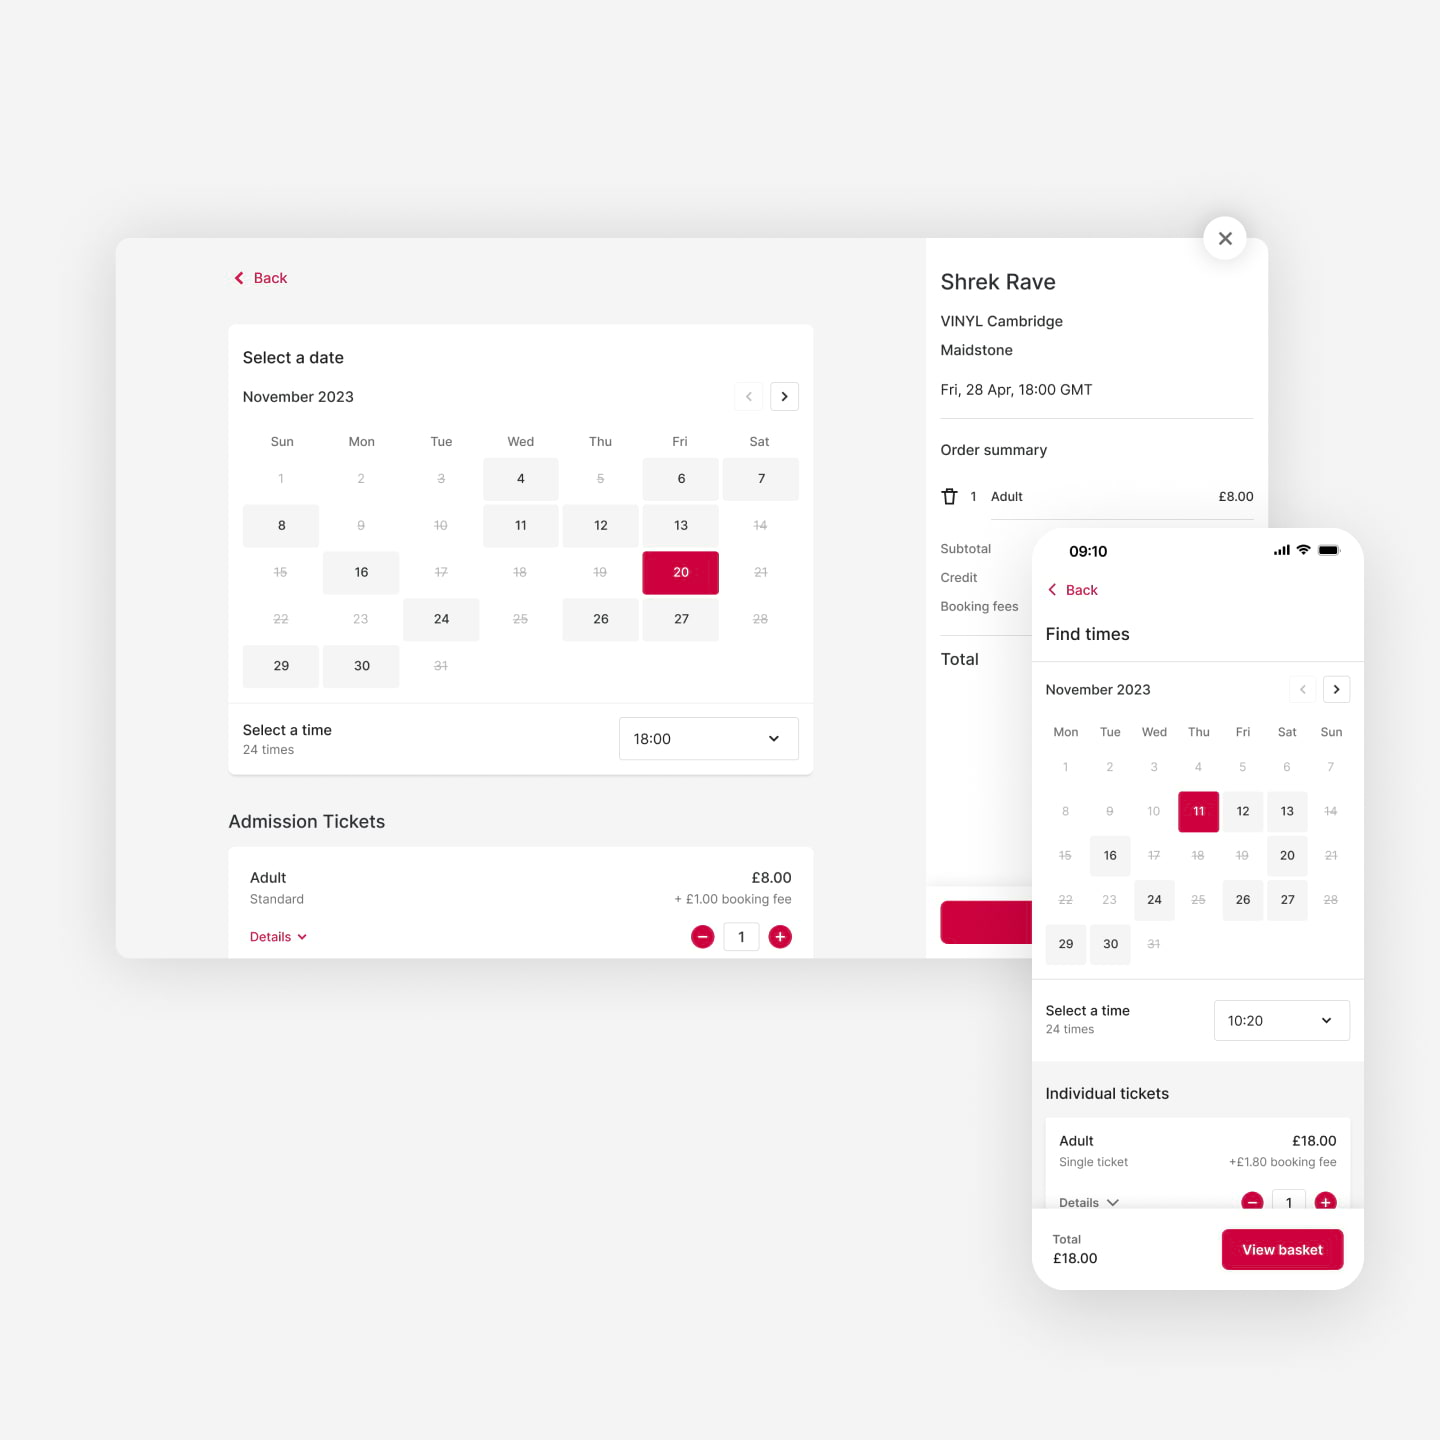 Back
Select a date
November 2023
Sun Mon Tue Wed Thu Fri Sat
1 2 3 4 5 6 7
8 9 10 11 12 13 14
15 16 17 18 19 20 21
22 23 24 25 26 27 28
29 30 31
Select a time
24 times
18:00
Admission Tickets
Adult £8.00
Standard + £1.00 booking fee
Details 1
Shrek Rave
VINYL Cambridge
Maidstone
Fri, 28 Apr, 18:00 GMT
Order summary
1 Adult £8.00
Subtotal
Credit
Booking fees
Total
09:10
Back
Find times
November 2023
Mon Tue Wed Thu Fri Sat Sun
1 2 3 4 5 6 7
8 9 10 11 12 13 14
15 16 17 18 19 20 21
22 23 24 25 26 27 28
29 30 31
Select a time
24 times
10:20
Individual tickets
Adult £18.00
Single ticket +£1.80 booking fee
Details 1
Total
£18.00
View basket